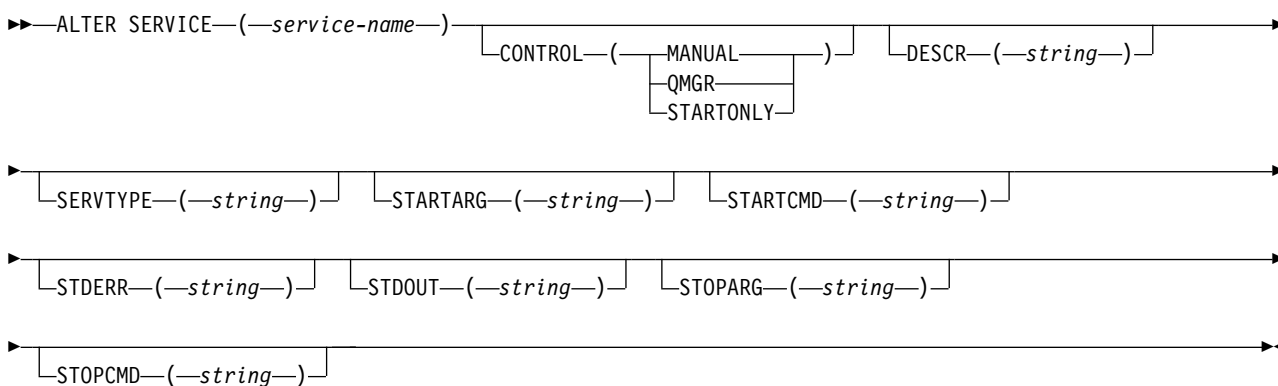 ALTER SERVICE ( service-name ) CONTROL ( MANUAL ) DESCR ( string )
QMGR
STARTONLY
SERVTYPE ( string ) STARTARG ( string ) STARTCMD ( string )
STDERR ( string ) STDOUT ( string ) STOPARG ( string )
STOPCMD ( string )